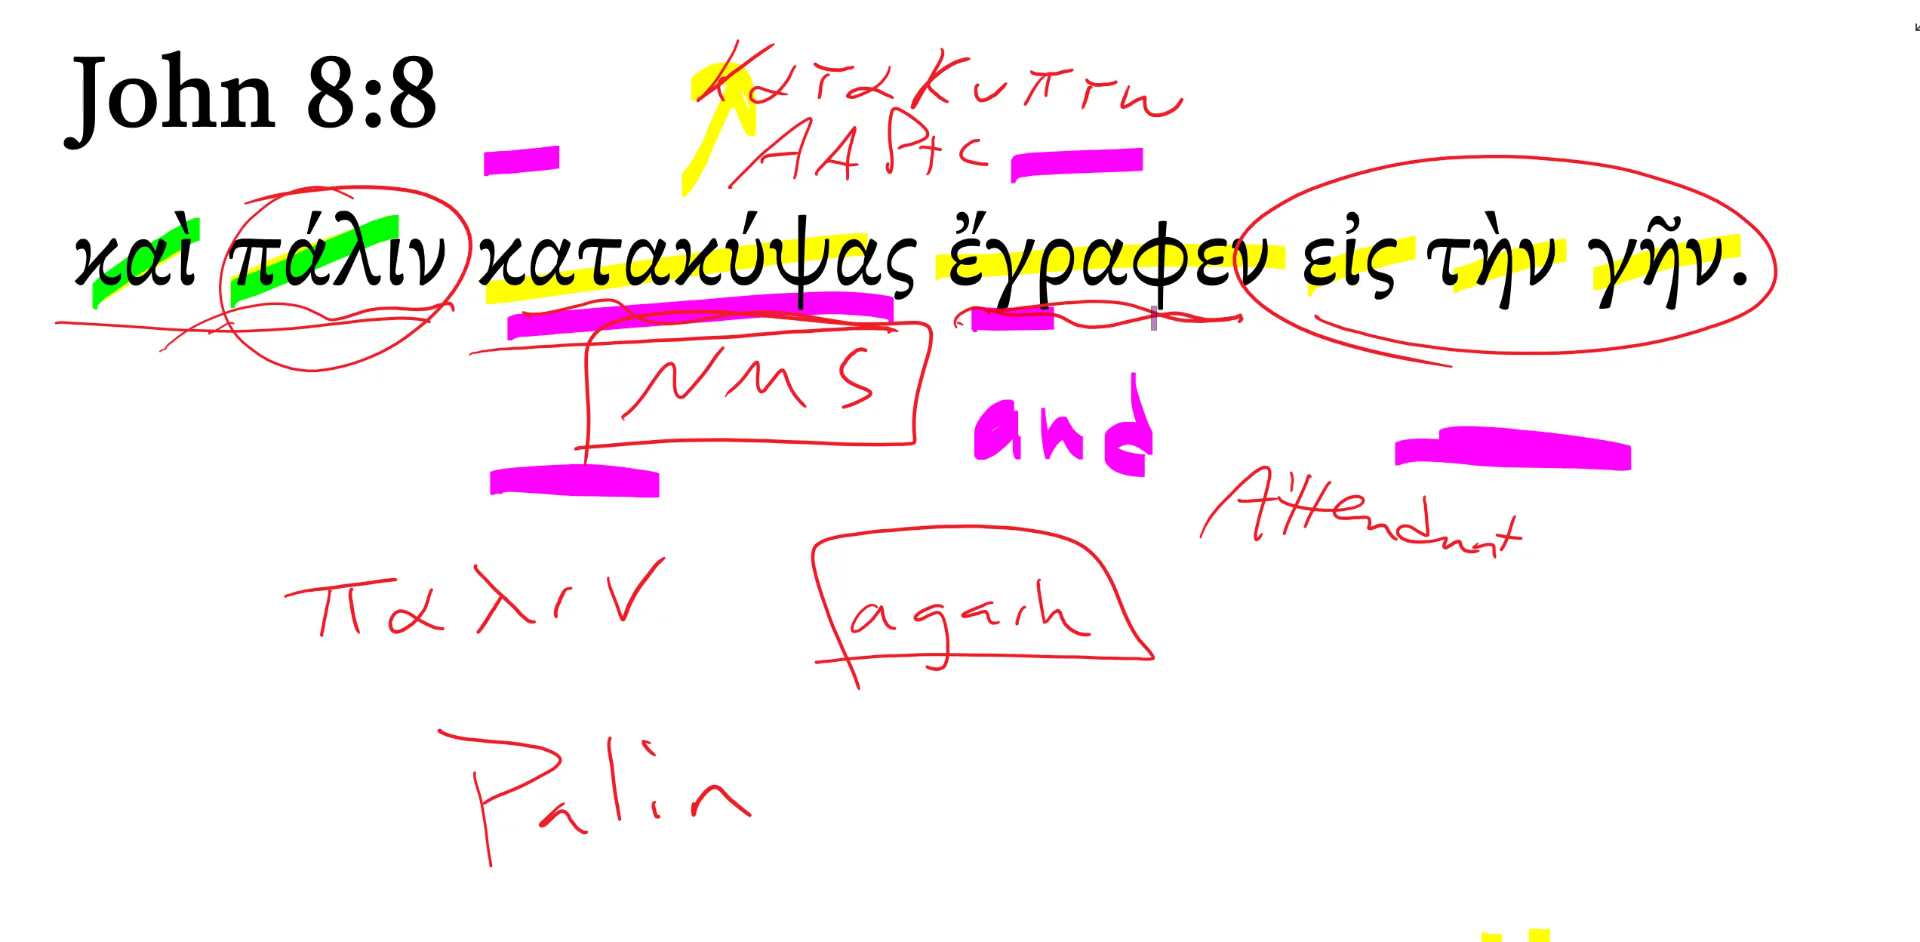 John 8:8
κατακυπτω
AAPtc
καὶ πάλιν κατακύψας ἔγραφεν εἰς τὴν γῆν.
NMS
and
Attendant
παλιν
again
Palin